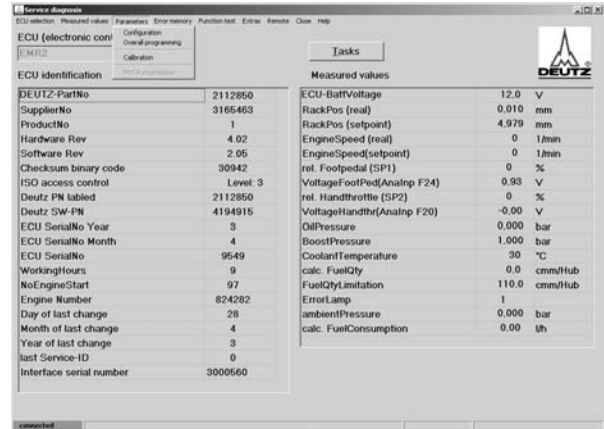 Service diagnosis
ECU selection Measured values Parameters Error memory Function test Extras Remote Close Help
Configuration
Overall programming
Calibration
ECU (electronic cont
EMR2
Tasks
DEUTZ
ECU identification
Measured values
DEUTZ-PartNo 2112850
SupplierNo 3165463
ProductNo 1
Hardware Rev 4.02
Software Rev 2.05
Checksum binary code 30942
ISO access control Level: 3
Deutz PN labled 2112850
Deutz SW-PN 4194915
ECU SerialNo Year 3
ECU SerialNo Month 4
ECU SerialNo 9549
WorkingHours 9
NoEngineStart 97
Engine Number 824282
Day of last change 28
Month of last change 4
Year of last change 3
last Service-ID 0
Interface serial number 3000560
ECU-BattVoltage 12,0 V
RackPos (real) 0,010 mm
RackPos (setpoint) 4.979 mm
EngineSpeed (real) 0 1/min
EngineSpeed(setpoint) 0 1/min
rel. Footpedal (SP1) 0 %
VoltageFootPed(AnaInp F24) 0,93 V
rel. Handthrottle (SP2) 0 %
VoltageHandthr(AnaInp F20) -0,00 V
OilPressure 0,000 bar
BoostPressure 1,000 bar
CoolantTemperature 30 °C
calc. FuelQty 0,0 cmm/Hub
FuelQtyLimitation 110,0 cmm/Hub
ErrorLamp 1
ambientPressure 0,000 bar
calc. FuelConsumption 0,00 l/h
connected